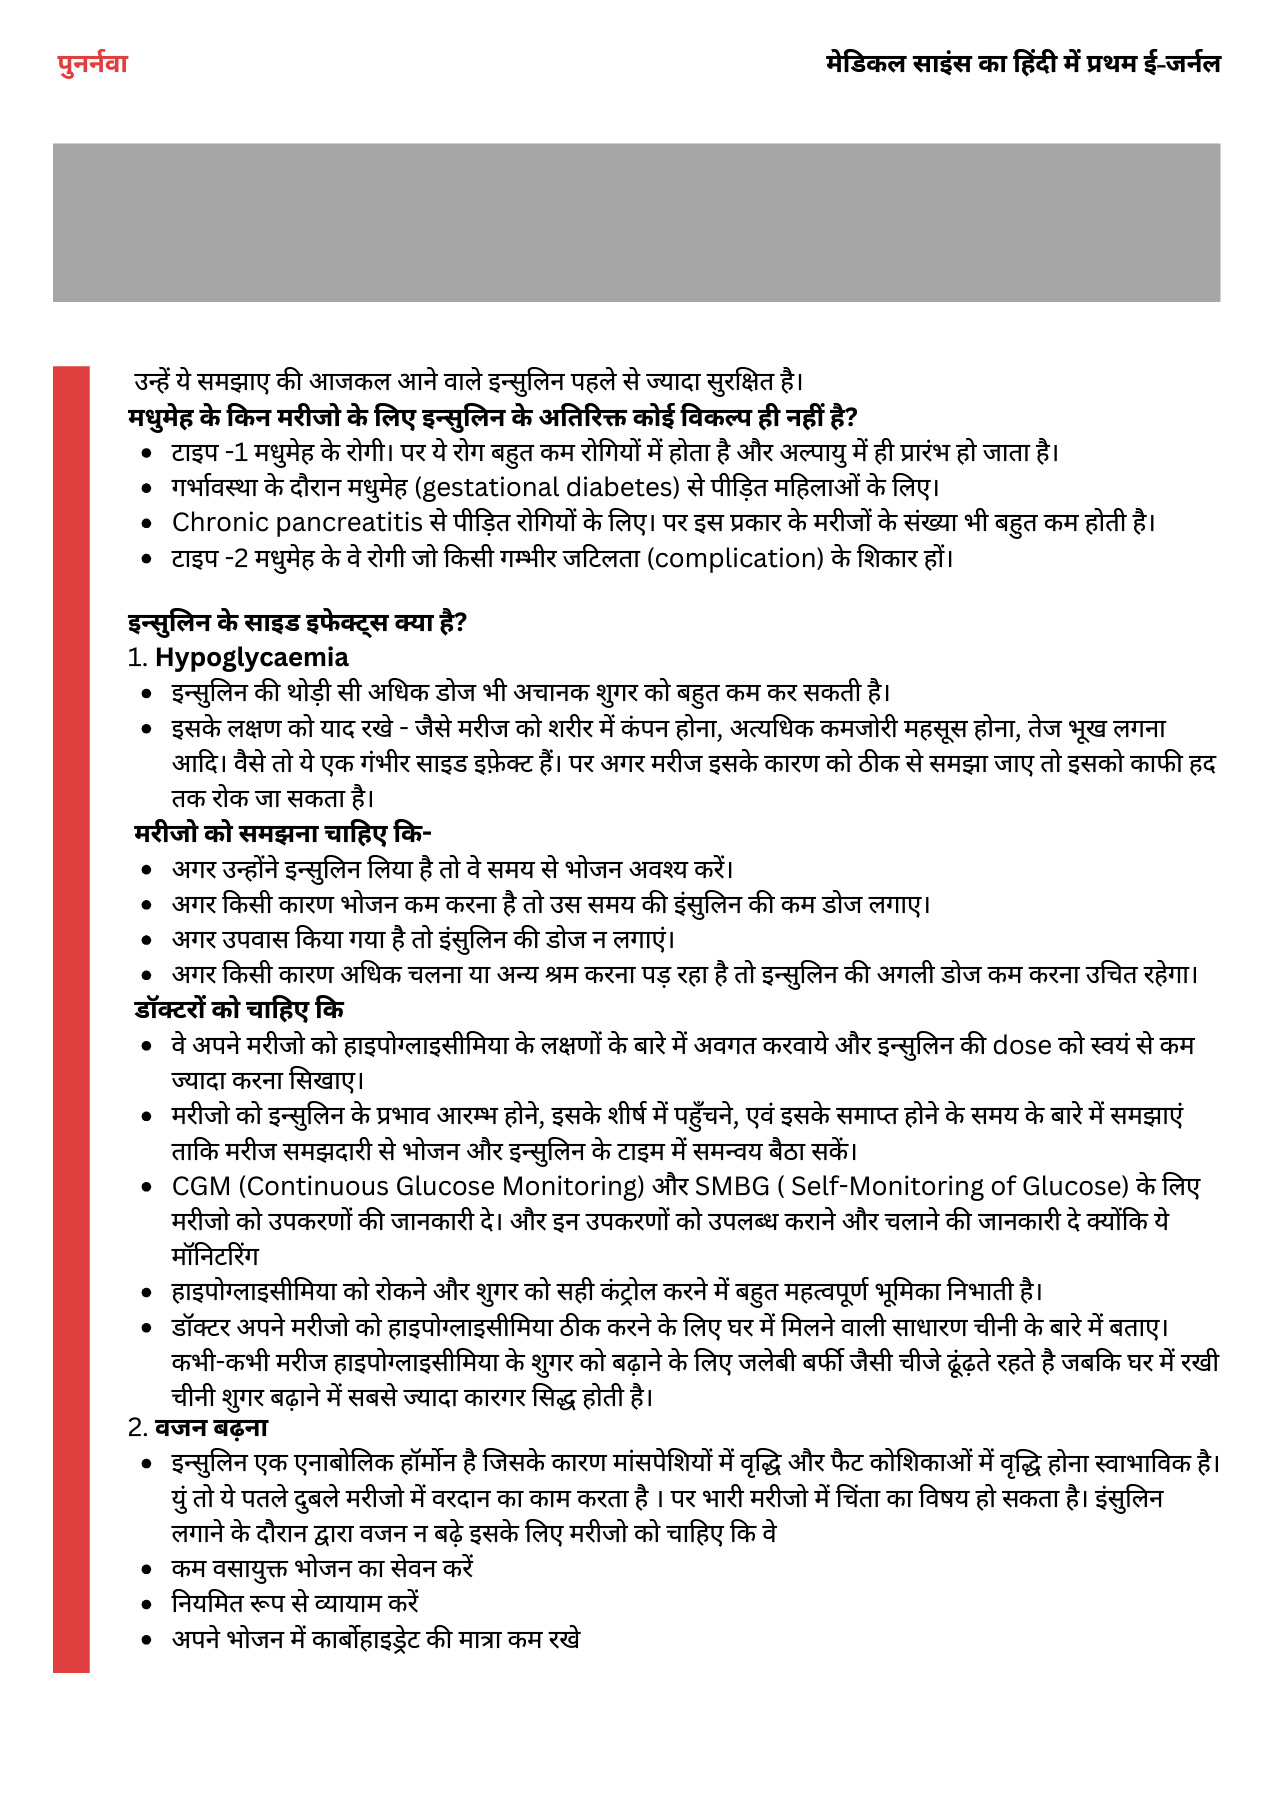 पुनर्नवा
मेडिकल साइंस का हिंदी में प्रथम ई-जर्नल
उन्हें ये समझाए की आजकल आने वाले इन्सुलिन पहले से ज्यादा सुरक्षित है।
मधुमेह के किन मरीजो के लिए इन्सुलिन के अतिरिक्त कोई विकल्प ही नहीं है?
• टाइप -1 मधुमेह के रोगी। पर ये रोग बहुत कम रोगियों में होता है और अल्पायु में ही प्रारंभ हो जाता है।
• गर्भावस्था के दौरान मधुमेह (gestational diabetes) से पीड़ित महिलाओं के लिए।
• Chronic pancreatitis से पीड़ित रोगियों के लिए। पर इस प्रकार के मरीजों के संख्या भी बहुत कम होती है।
• टाइप -2 मधुमेह के वे रोगी जो किसी गम्भीर जटिलता (complication) के शिकार हों।
इन्सुलिन के साइड इफेक्ट्स क्या है?
1. Hypoglycaemia
• इन्सुलिन की थोड़ी सी अधिक डोज भी अचानक शुगर को बहुत कम कर सकती है।
• इसके लक्षण को याद रखे - जैसे मरीज को शरीर में कंपन होना, अत्यधिक कमजोरी महसूस होना, तेज भूख लगना
आदि। वैसे तो ये एक गंभीर साइड इफ़ेक्ट हैं। पर अगर मरीज इसके कारण को ठीक से समझा जाए तो इसको काफी हद
तक रोक जा सकता है।
मरीजो को समझना चाहिए कि-
• अगर उन्होंने इन्सुलिन लिया है तो वे समय से भोजन अवश्य करें।
• अगर किसी कारण भोजन कम करना है तो उस समय की इंसुलिन की कम डोज लगाए।
• अगर उपवास किया गया है तो इंसुलिन की डोज न लगाएं।
• अगर किसी कारण अधिक चलना या अन्य श्रम करना पड़ रहा है तो इन्सुलिन की अगली डोज कम करना उचित रहेगा।
डॉक्टरों को चाहिए कि
• वे अपने मरीजो को हाइपोग्लाइसीमिया के लक्षणों के बारे में अवगत करवाये और इन्सुलिन की dose को स्वयं से कम
ज्यादा करना सिखाए।
• मरीजो को इन्सुलिन के प्रभाव आरम्भ होने, इसके शीर्ष में पहुँचने, एवं इसके समाप्त होने के समय के बारे में समझाएं
ताकि मरीज समझदारी से भोजन और इन्सुलिन के टाइम में समन्वय बैठा सकें।
• CGM (Continuous Glucose Monitoring) और SMBG ( Self-Monitoring of Glucose) के लिए
मरीजो को उपकरणों की जानकारी दे। और इन उपकरणों को उपलब्ध कराने और चलाने की जानकारी दे क्योंकि ये
मॉनिटरिंग
• हाइपोग्लाइसीमिया को रोकने और शुगर को सही कंट्रोल करने में बहुत महत्वपूर्ण भूमिका निभाती है।
• डॉक्टर अपने मरीजो को हाइपोग्लाइसीमिया ठीक करने के लिए घर में मिलने वाली साधारण चीनी के बारे में बताए।
कभी-कभी मरीज हाइपोग्लाइसीमिया के शुगर को बढ़ाने के लिए जलेबी बर्फी जैसी चीजे ढूंढ़ते रहते है जबकि घर में रखी
चीनी शुगर बढ़ाने में सबसे ज्यादा कारगर सिद्ध होती है।
2. वजन बढ़ना
• इन्सुलिन एक एनाबोलिक हॉर्मोन है जिसके कारण मांसपेशियों में वृद्धि और फैट कोशिकाओं में वृद्धि होना स्वाभाविक है।
युं तो ये पतले दुबले मरीजो में वरदान का काम करता है । पर भारी मरीजो में चिंता का विषय हो सकता है। इंसुलिन
लगाने के दौरान द्वारा वजन न बढ़े इसके लिए मरीजो को चाहिए कि वे
• कम वसायुक्त भोजन का सेवन करें
• नियमित रूप से व्यायाम करें
• अपने भोजन में कार्बोहाइड्रेट की मात्रा कम रखे